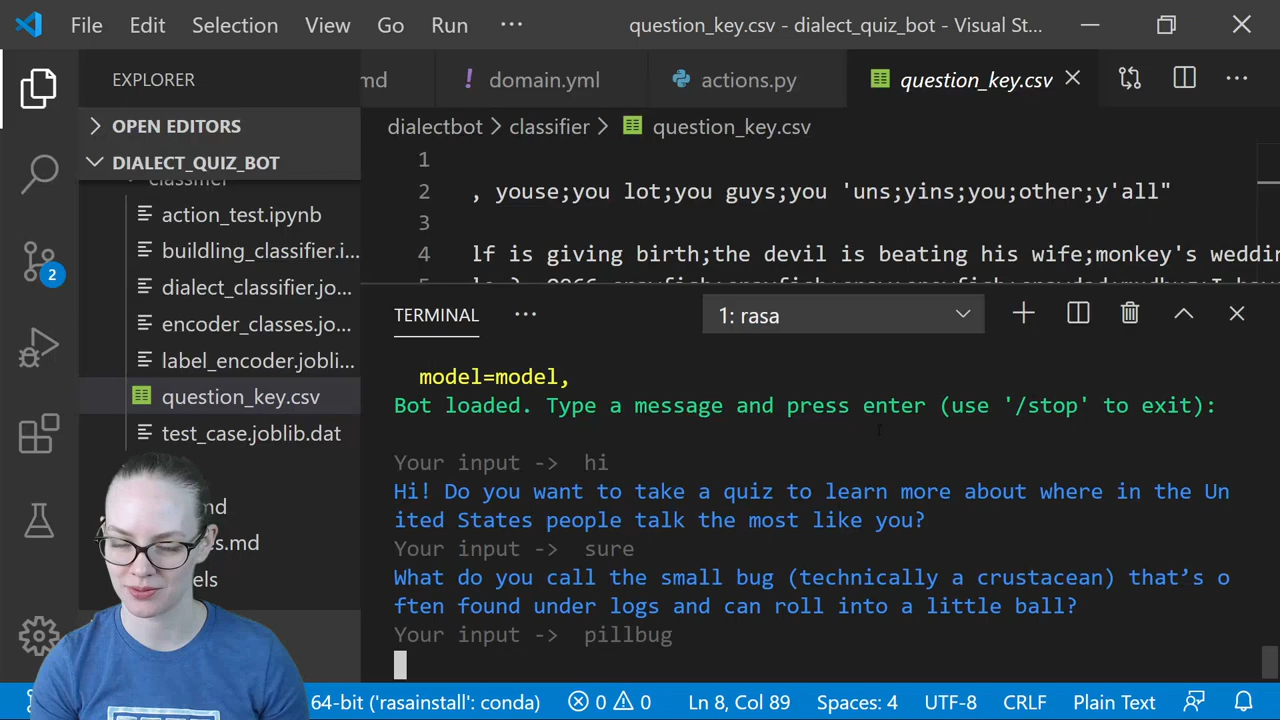 File Edit Selection View Go Run ··· question_key.csv - dialect_quiz_bot - Visual St...
EXPLORER
OPEN EDITORS
DIALECT_QUIZ_BOT
classifier
action_test.ipynb
buildling_classifier.i...
dialect_classifier.jo...
encoder_classes.jo...
label_encoder.jobli...
question_key.csv
test_case.joblib.dat
md domain.yml actions.py question_key.csv
dialectbot > classifier > question_key.csv
1
2 , youse;you lot;you guys;you 'uns;yins;you;other;y'all"
3
4 lf is giving birth;the devil is beating his wife;monkey's weddin
5
TERMINAL ··· 1: rasa
model=model,
Bot loaded. Type a message and press enter (use '/stop' to exit):
Your input -> hi
Hi! Do you want to take a quiz to learn more about where in the Un
ited States people talk the most like you?
Your input -> sure
What do you call the small bug (technically a crustacean) that’s o
ften found under logs and can roll into a little ball?
Your input -> pillbug
2
64-bit ('rasainstall': conda) 0 0 Ln 8, Col 89 Spaces: 4 UTF-8 CRLF Plain Text